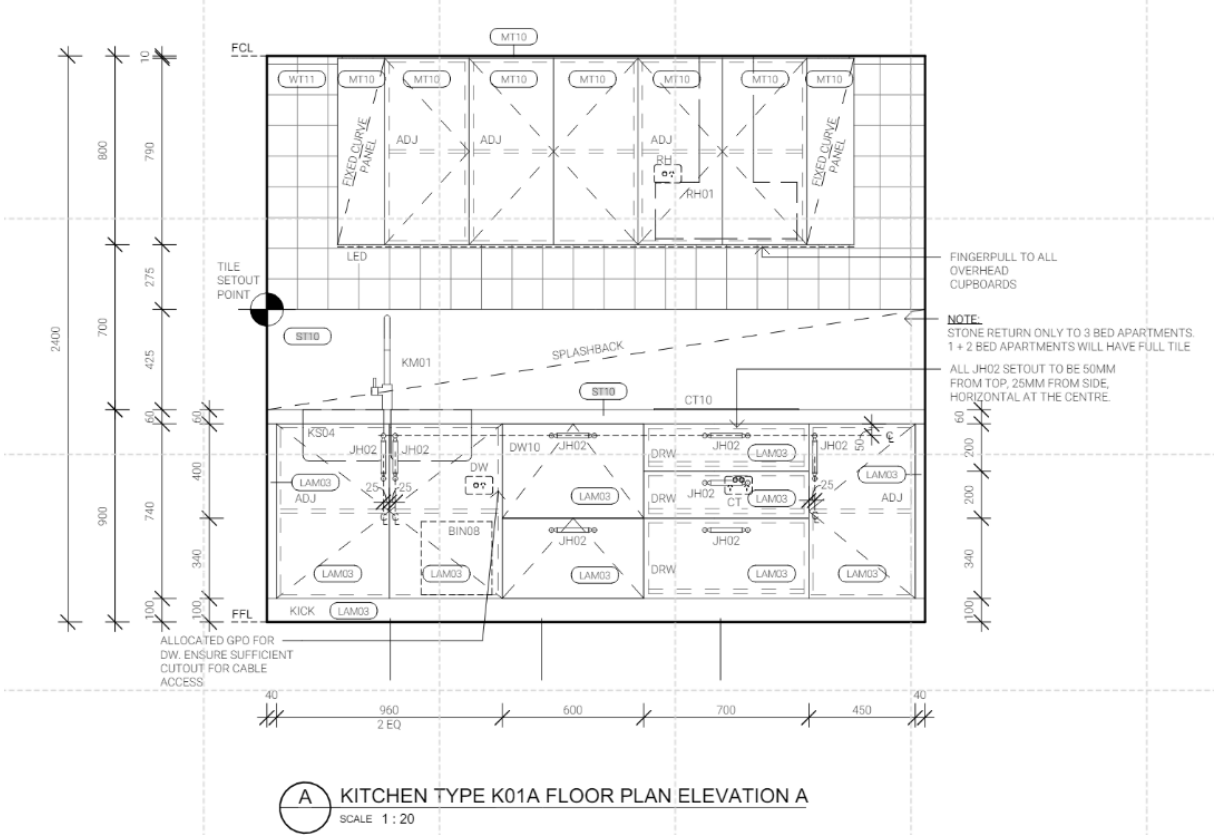 MT10
FCL
WT11
MT10
MT10
MT10
MT10
MT10
MT10
MT10
10
800
790
FIXED CURVE
PANEL
ADJ
ADJ
ADJ
RH
RH01
FIXED CURVE
PANEL
LED
TILE
SETOUT
POINT
275
FINGERPULL TO ALL
OVERHEAD
CUPBOARDS
2400
700
425
ST10
KM01
SPLASHBACK
NOTE:
STONE RETURN ONLY TO 3 BED APARTMENTS.
1 + 2 BED APARTMENTS WILL HAVE FULL TILE
ALL JH02 SETOUT TO BE 50MM
FROM TOP, 25MM FROM SIDE,
HORIZONTAL AT THE CENTRE.
ST10
CT10
60
60
60
KS04
JH02
JH02
DW10
JH02
JH02
JH02
50
200
DRW
LAM03
DW
LAM03
LAM03
ADJ
ADJ
400
25
25
LAM03
DRW
JH02
CT
LAM03
25
200
900
740
BIN08
JH02
JH02
340
LAM03
LAM03
LAM03
DRW
LAM03
LAM03
340
100
100
KICK
LAM03
100
FFL
ALLOCATED GPO FOR
DW. ENSURE SUFFICIENT
CUTOUT FOR CABLE
ACCESS
40
960
2 EQ
600
700
450
40
A
KITCHEN TYPE K01A FLOOR PLAN ELEVATION A
SCALE 1 : 20